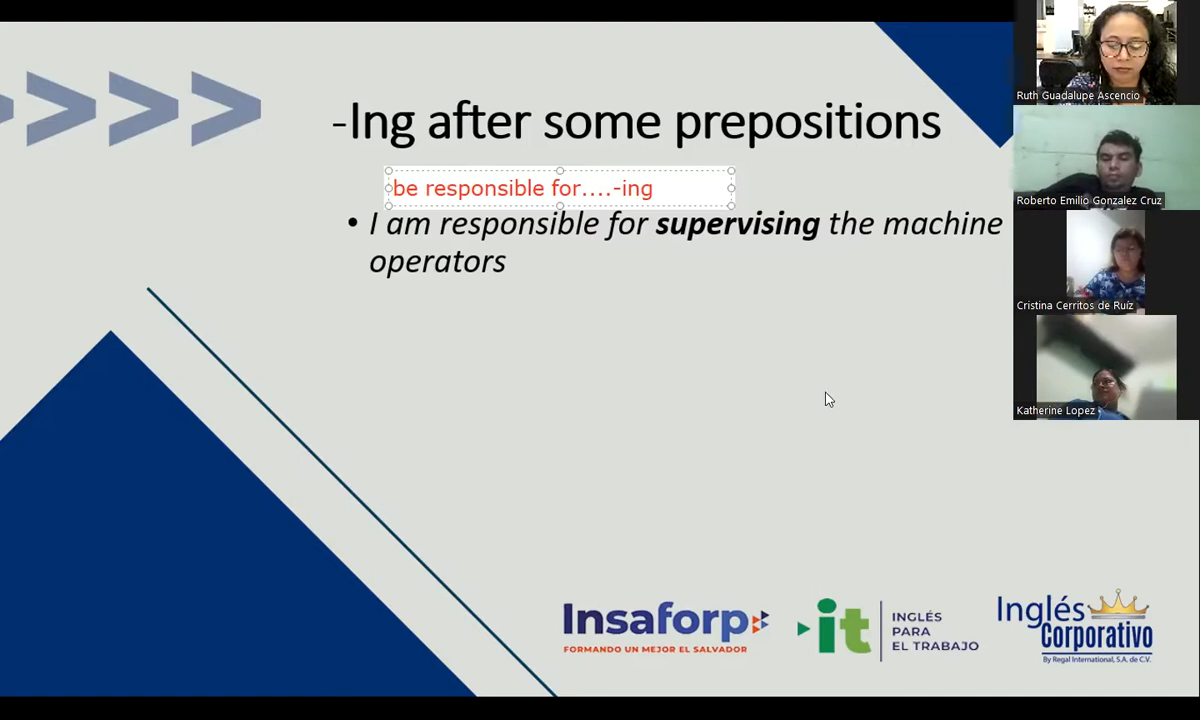 -Ing after some prepositions
be responsible for....-ing
• I am responsible for supervising the machine
operators
Ruth Guadalupe Ascencio
Roberto Emilio Gonzalez Cruz
Cristina Cerritos de Ruíz
Katherine Lopez
Insaforp
FORMANDO UN MEJOR EL SALVADOR
it
INGLÉS
PARA
EL TRABAJO
Inglés
Corporativo
By Regal International, S.A. de C.V.